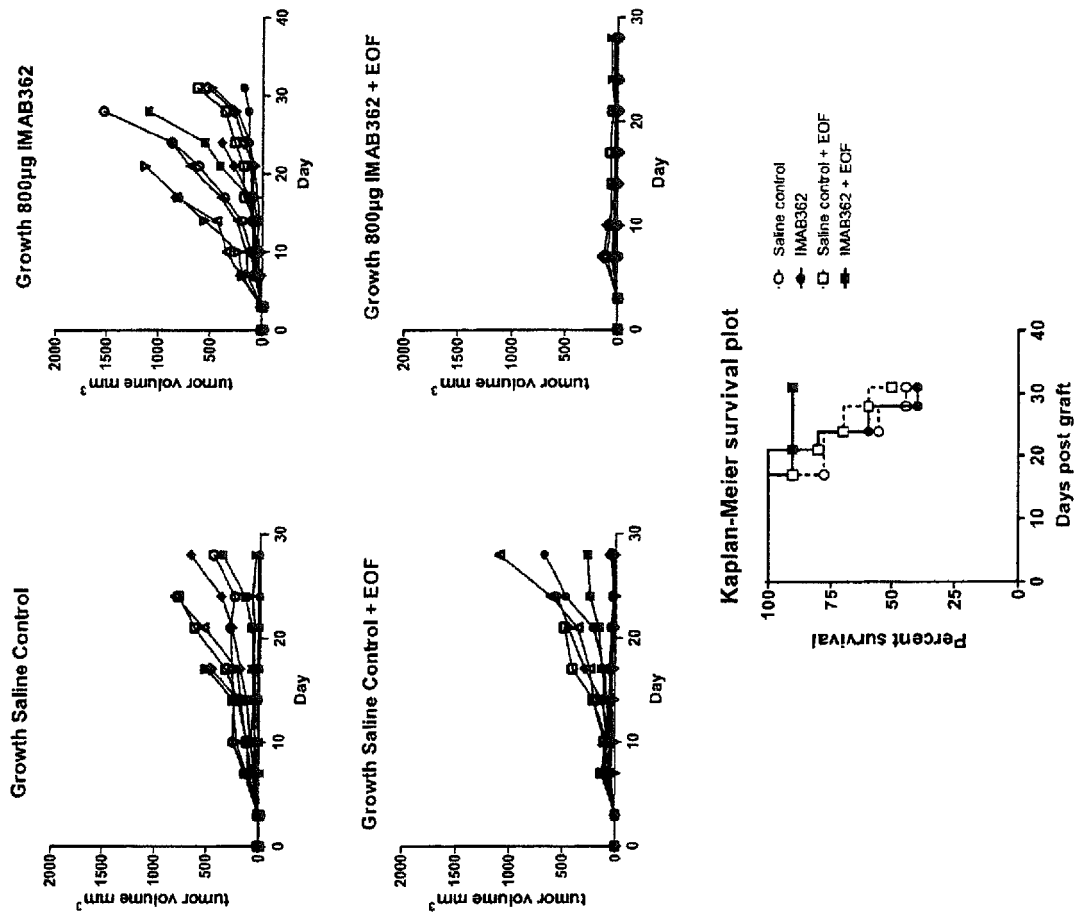 Growth Saline Control
tumor volume mm3
2000
1500
1000
500
0
0
10
20
30
Day
Growth 800µg IMAB362
tumor volume mm3
2000
1500
1000
500
0
0
10
20
30
40
Day
Growth Saline Control + EOF
tumor volume mm3
2000
1500
1000
500
0
0
10
20
30
Day
Growth 800µg IMAB362 + EOF
tumor volume mm3
2000
1500
1000
500
0
0
10
20
30
Day
Kaplan-Meier survival plot
Percent survival
100
75
50
25
0
0
10
20
30
40
Days post graft
Saline control
IMAB362
Saline control + EOF
IMAB362 + EOF